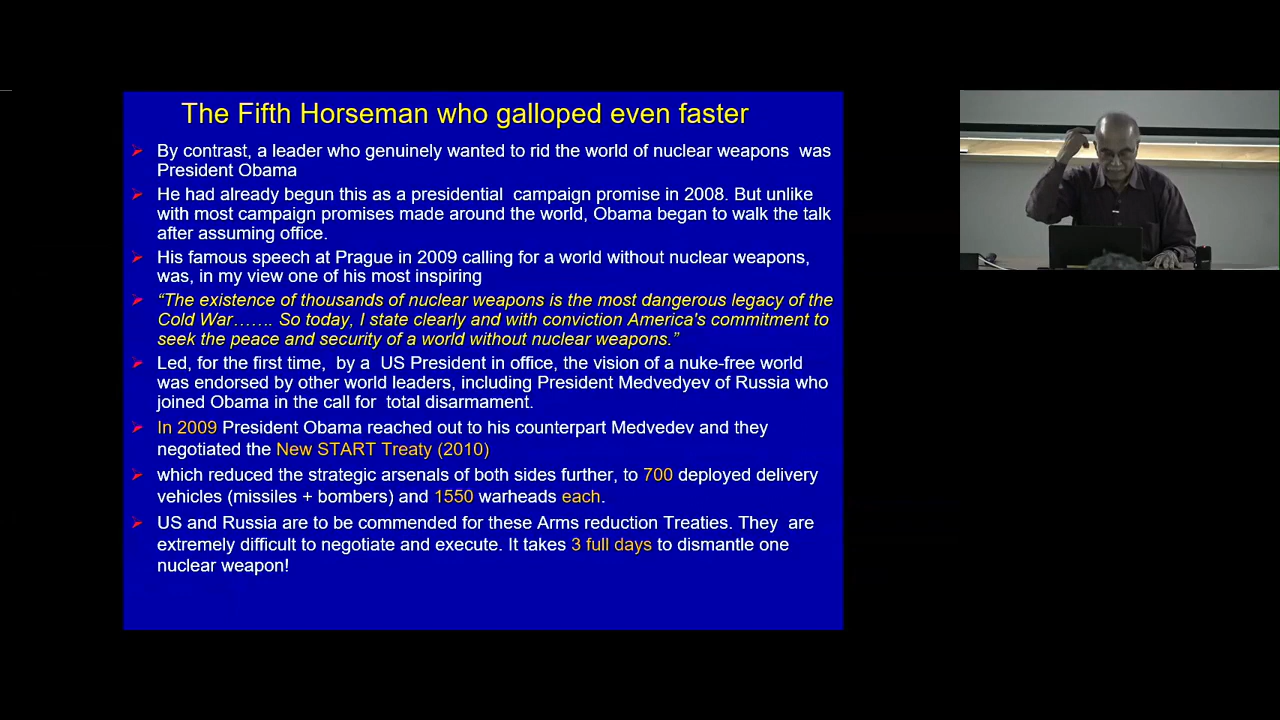 The Fifth Horseman who galloped even faster
By contrast, a leader who genuinely wanted to rid the world of nuclear weapons was
President Obama
He had already begun this as a presidential campaign promise in 2008. But unlike
with most campaign promises made around the world, Obama began to walk the talk
after assuming office.
His famous speech at Prague in 2009 calling for a world without nuclear weapons,
was, in my view one of his most inspiring
“The existence of thousands of nuclear weapons is the most dangerous legacy of the
Cold War……. So today, I state clearly and with conviction America's commitment to
seek the peace and security of a world without nuclear weapons.”
Led, for the first time, by a US President in office, the vision of a nuke-free world
was endorsed by other world leaders, including President Medvedyev of Russia who
joined Obama in the call for total disarmament.
In 2009 President Obama reached out to his counterpart Medvedev and they
negotiated the New START Treaty (2010)
which reduced the strategic arsenals of both sides further, to 700 deployed delivery
vehicles (missiles + bombers) and 1550 warheads each.
US and Russia are to be commended for these Arms reduction Treaties. They are
extremely difficult to negotiate and execute. It takes 3 full days to dismantle one
nuclear weapon!